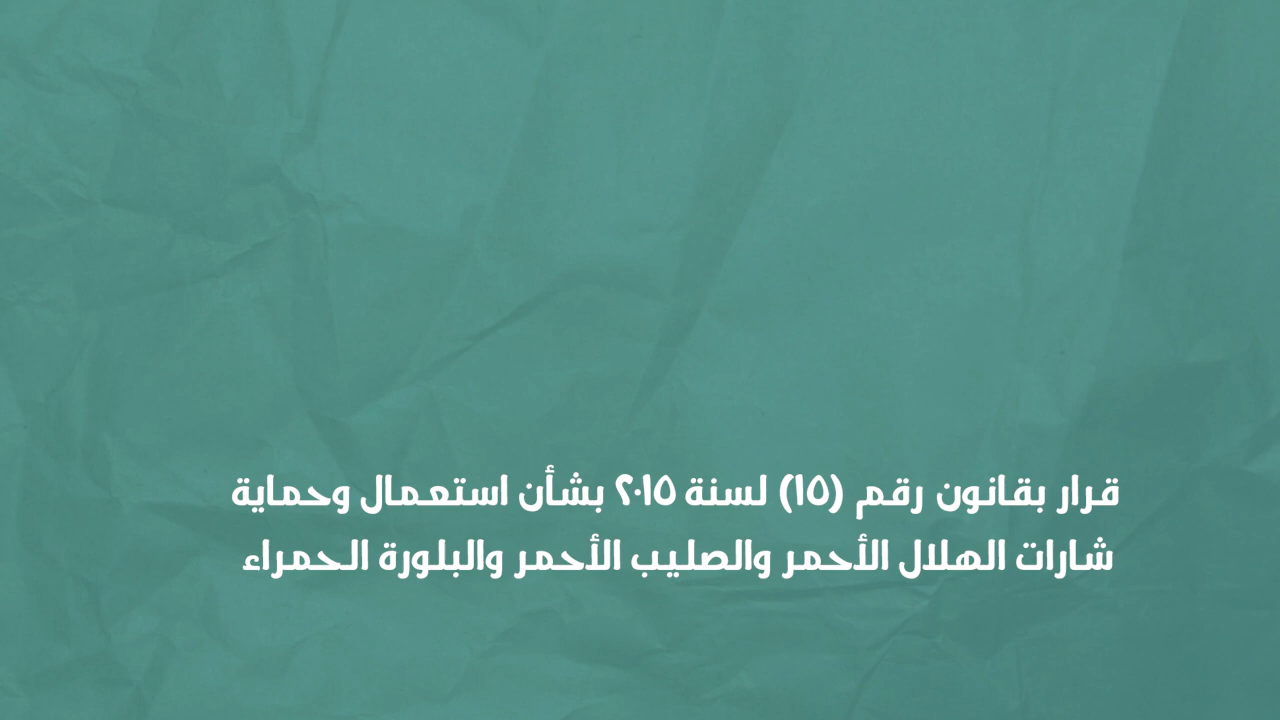 قرار بقانون رقم (١٥) لسنة ٢٠١٥ بشأن استعمال وحماية
شارات الهلال الأحمر والصليب الأحمر والبلورة الحمراء